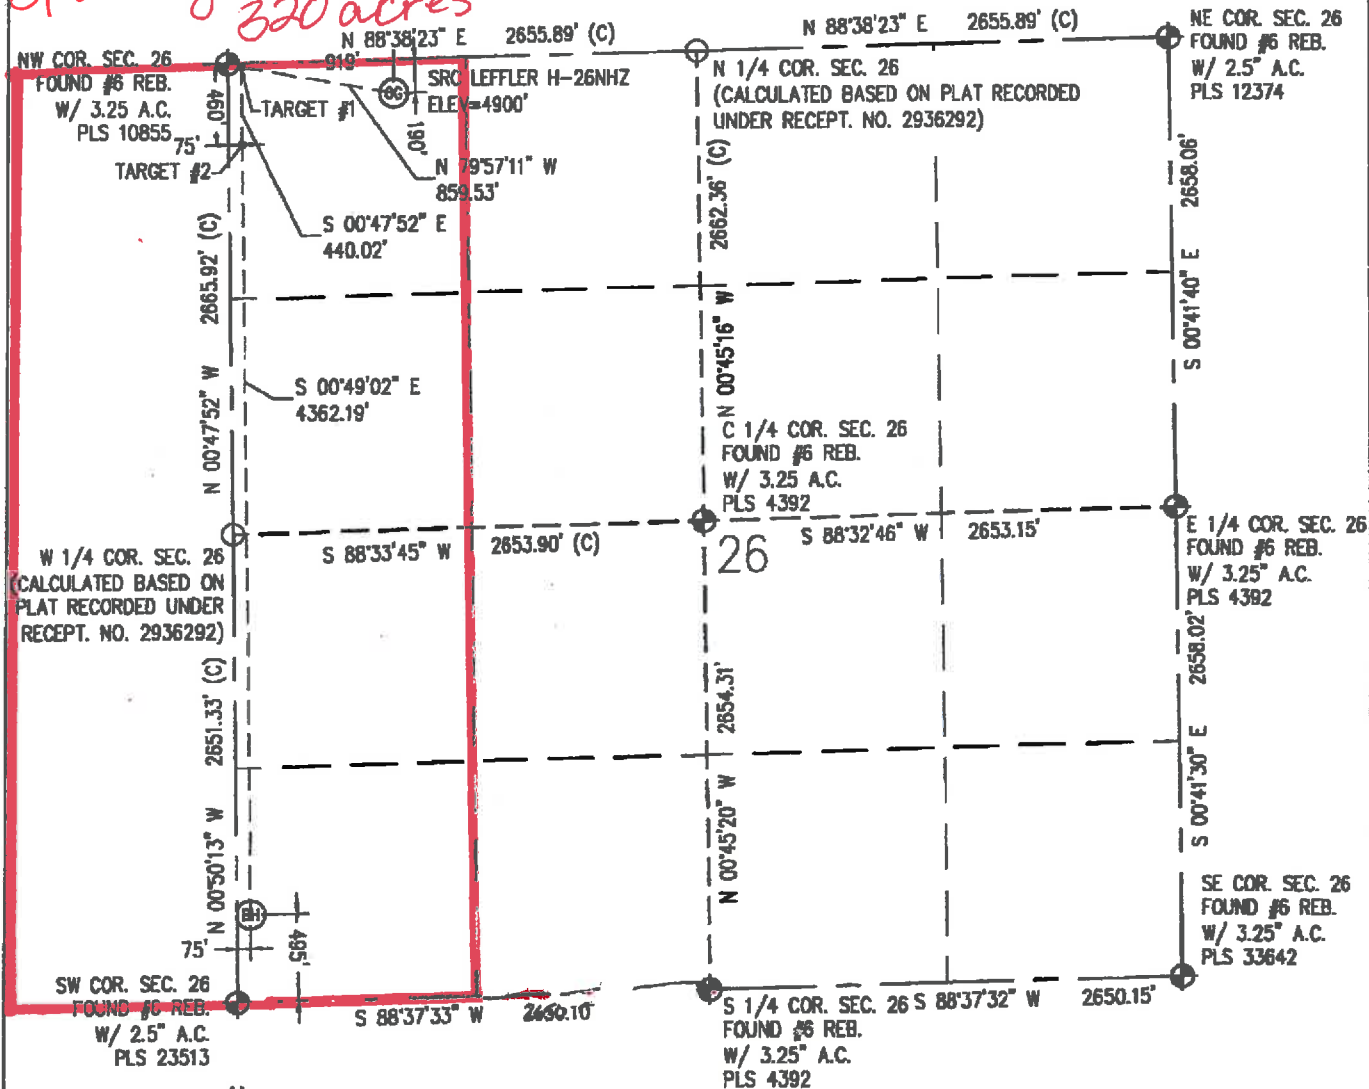 320 acres
N 88°38'23" E 2655.89' (C)
N 88°38'23" E 2655.89' (C)
NE COR. SEC. 26
FOUND #6 REB.
W/ 2.5" A.C.
PLS 12374
NW COR. SEC. 26
FOUND #6 REB.
W/ 3.25 A.C.
PLS 10855
919'
460'
TARGET #1
OG
SRC LEFFLER H-26NHZ
ELEV=4900'
190'
N 1/4 COR. SEC. 26
(CALCULATED BASED ON PLAT RECORDED
UNDER RECEPT. NO. 2936292)
75'
TARGET #2
N 79°57'11" W
859.53'
S 00°47'52" E
440.02'
N 00°47'52" W 2665.92' (C)
N 00°45'16" W 2662.36' (C)
S 00°41'40" E 2658.06'
S 00°49'02" E
4362.19'
C 1/4 COR. SEC. 26
FOUND #6 REB.
W/ 3.25 A.C.
PLS 4392
26
S 88°33'45" W 2653.90' (C)
S 88°32'46" W 2653.15'
E 1/4 COR. SEC. 26
FOUND #6 REB.
W/ 3.25" A.C.
PLS 4392
W 1/4 COR. SEC. 26
(CALCULATED BASED ON
PLAT RECORDED UNDER
RECEPT. NO. 2936292)
N 00°50'13" W 2651.33' (C)
N 00°45'20" W 2654.31'
S 00°41'30" E 2658.02'
BH
75'
495'
SW COR. SEC. 26
FOUND #6 REB.
W/ 2.5" A.C.
PLS 23513
S 88°37'33" W 2650.10'
S 1/4 COR. SEC. 26
FOUND #6 REB.
W/ 3.25" A.C.
PLS 4392
S 88°37'32" W 2650.15'
SE COR. SEC. 26
FOUND #6 REB.
W/ 3.25" A.C.
PLS 33642